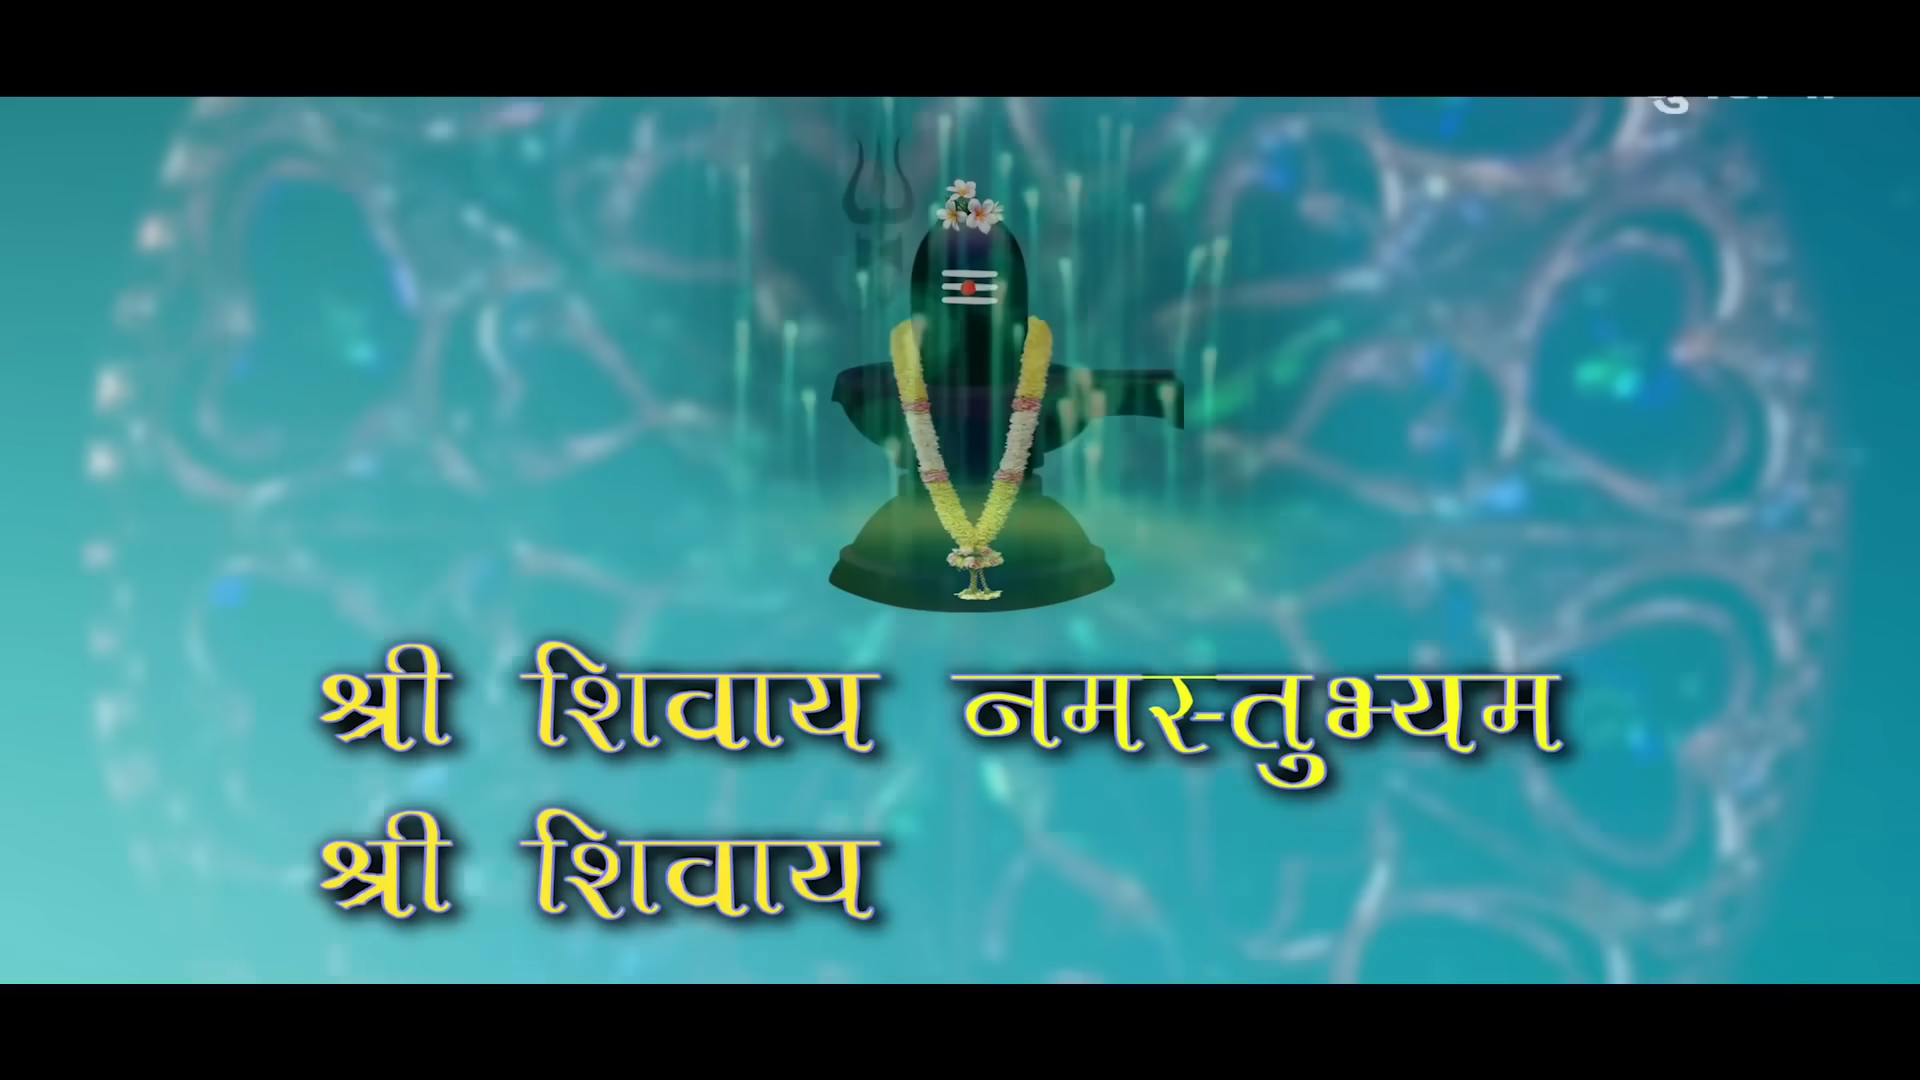 श्री शिवाय नमस्तुभ्यम
श्री शिवाय